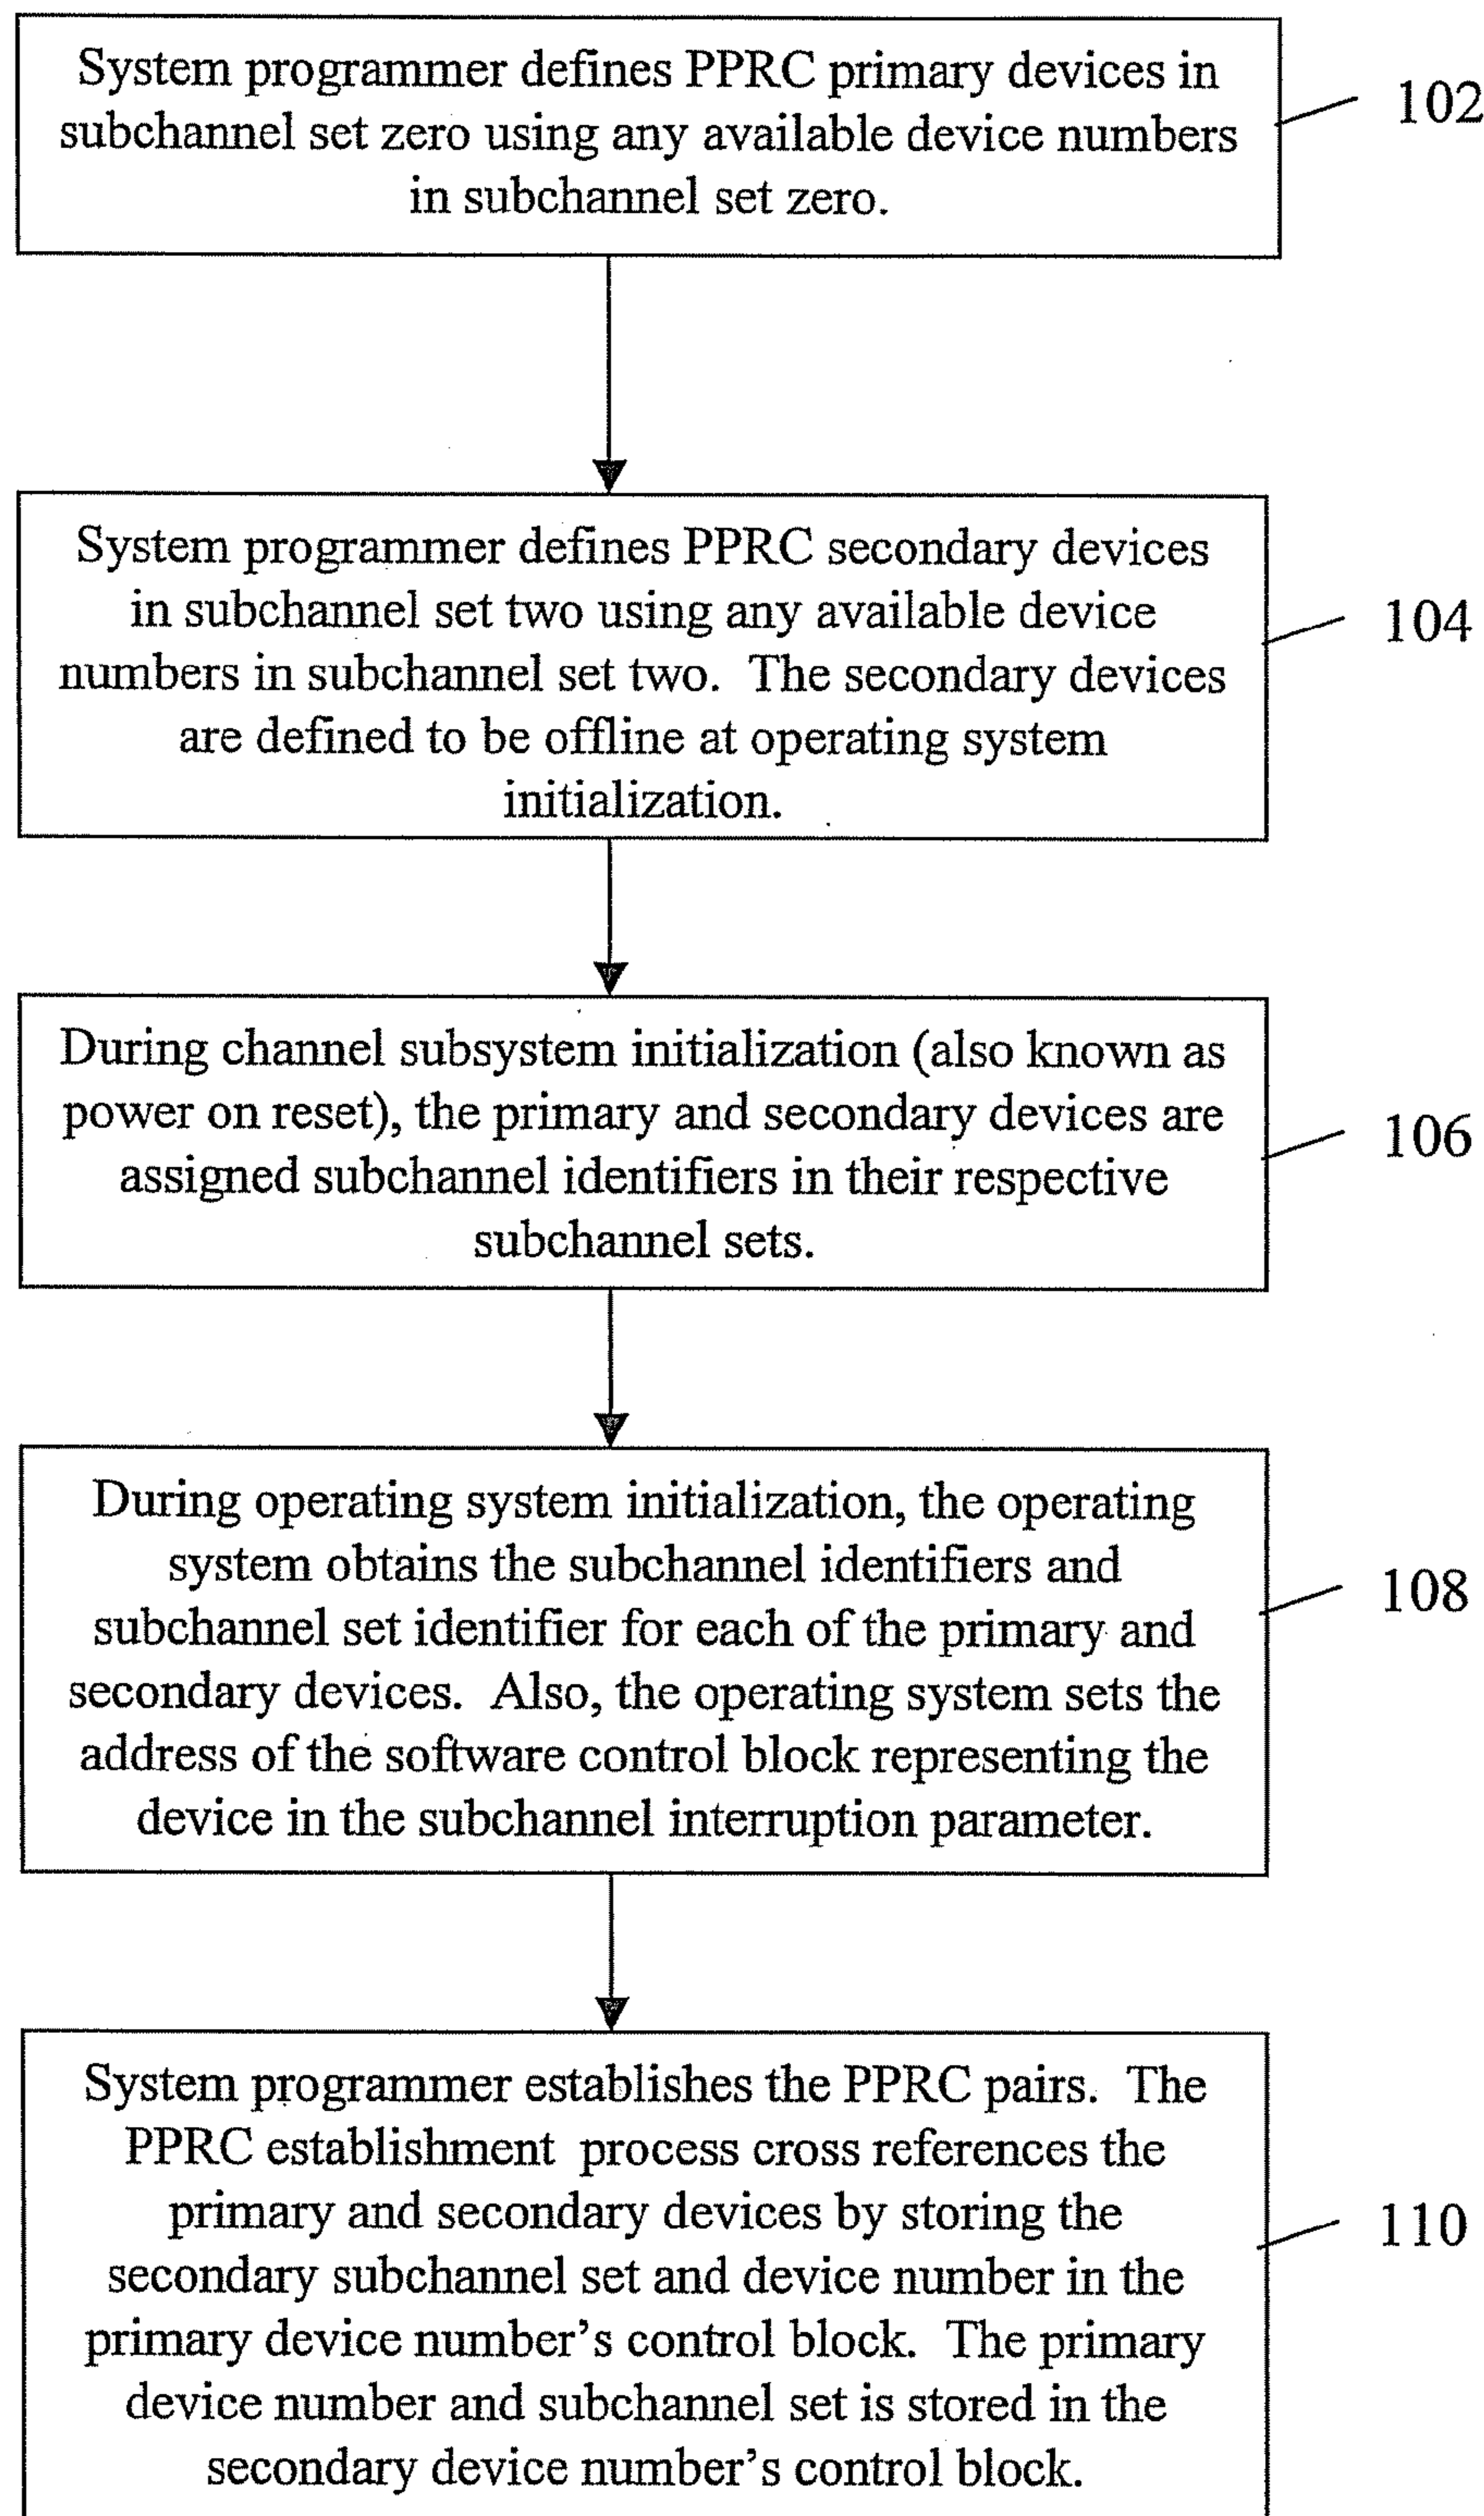 System programmer defines PPRC primary devices in
subchannel set zero using any available device numbers
in subchannel set zero.
102
System programmer defines PPRC secondary devices
in subchannel set two using any available device
numbers in subchannel set two. The secondary devices
are defined to be offline at operating system
initialization.
104
During channel subsystem initialization (also known as
power on reset), the primary and secondary devices are
assigned subchannel identifiers in their respective
subchannel sets.
106
During operating system initialization, the operating
system obtains the subchannel identifiers and
subchannel set identifier for each of the primary and
secondary devices. Also, the operating system sets the
address of the software control block representing the
device in the subchannel interruption parameter.
108
System programmer establishes the PPRC pairs. The
PPRC establishment process cross references the
primary and secondary devices by storing the
secondary subchannel set and device number in the
primary device number's control block. The primary
device number and subchannel set is stored in the
secondary device number's control block.
110